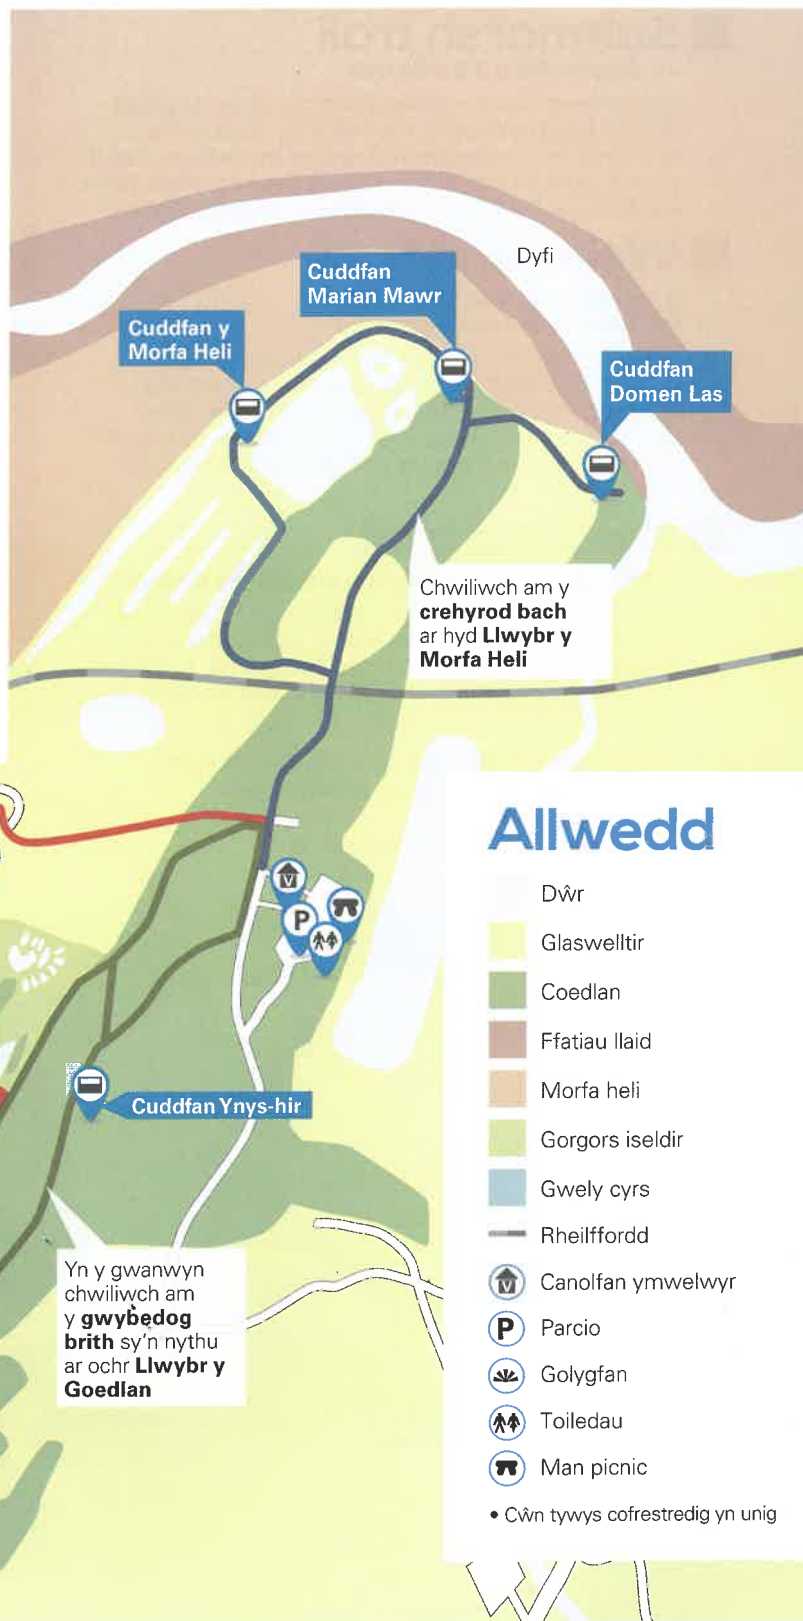 Dyfi
Cuddfan
Marian Mawr
Cuddfan y
Morfa Heli
Cuddfan
Domen Las
Chwiliwch am y
crehyrod bach
ar hyd Llwybr y
Morfa Heli
Allwedd
Dŵr
Glaswelltir
Coedlan
Ffatiau llaid
Morfa heli
Gorgors iseldir
Gwely cyrs
Rheilffordd
V
Canolfan ymwelwyr
P
Parcio
Golygfan
Toiledau
Man picnic
• Cŵn tywys cofrestredig yn unig
V
P
Cuddfan Ynys-hir
Yn y gwanwyn
chwiliwch am
y gwybedog
brith sy'n nythu
ar ochr Llwybr y
Goedlan